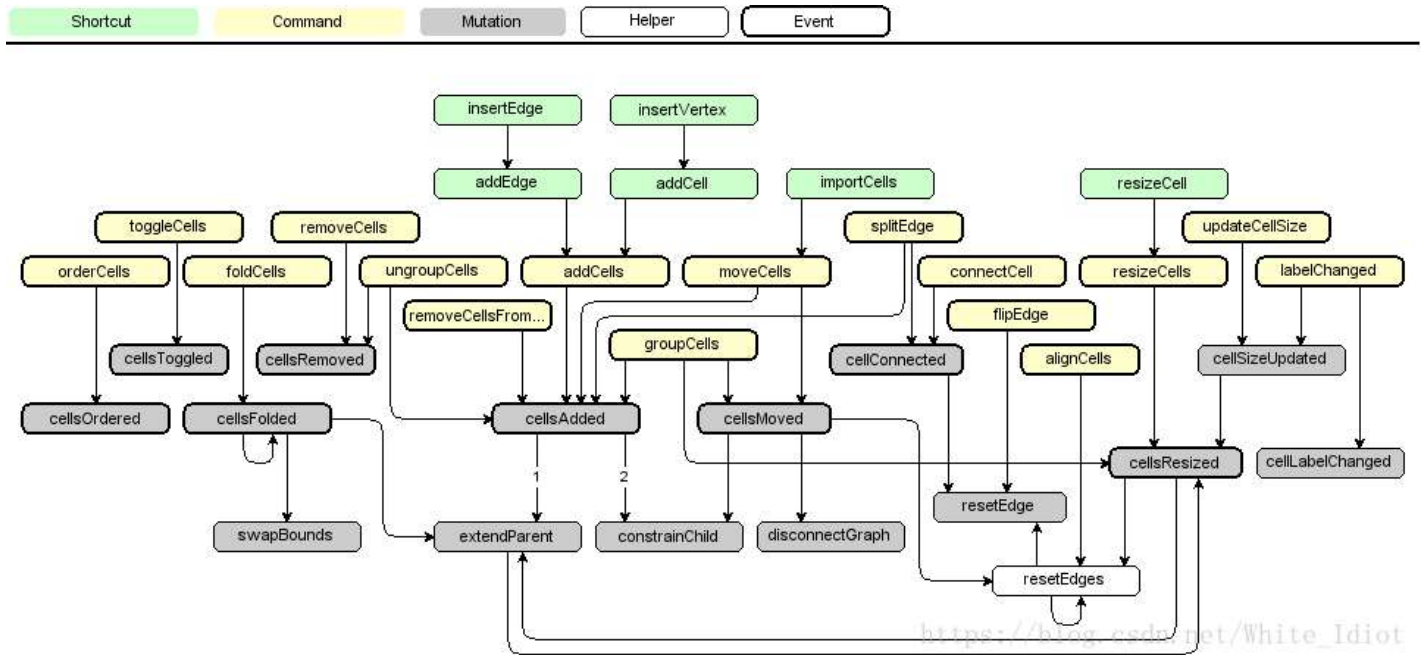 Shortcut
Command
Mutation
Helper
Event
insertEdge
insertVertex
addEdge
addCell
importCells
resizeCell
toggleCells
removeCells
splitEdge
updateCellSize
orderCells
foldCells
ungroupCells
addCells
moveCells
connectCell
resizeCells
labelChanged
removeCellsFrom...
flipEdge
groupCells
cellsToggled
cellsRemoved
cellConnected
alignCells
cellSizeUpdated
cellsOrdered
cellsFolded
cellsAdded
cellsMoved
cellsResized
cellLabelChanged
1
2
resetEdge
swapBounds
extendParent
constrainChild
disconnectGraph
resetEdges
https://blog.csdn.net/White_Idiot